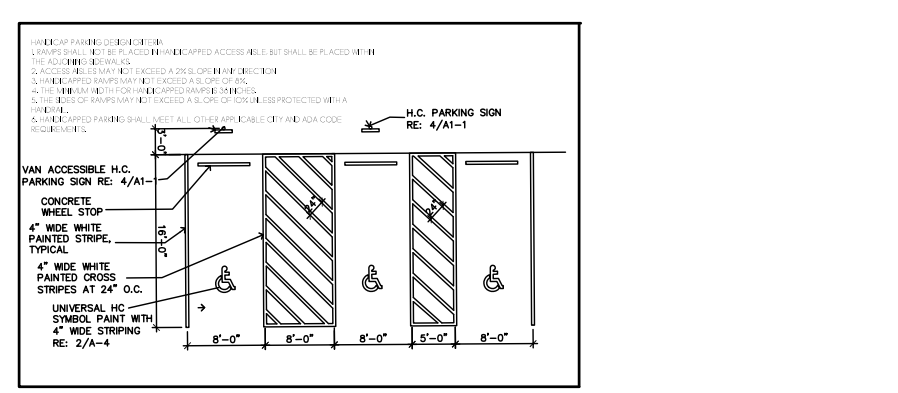 HANDICAP PARKING DESIGN CRITERIA
1. RAMPS SHALL NOT BE PLACED IN HANDICAPPED ACCESS AISLE, BUT SHALL BE PLACED WITHIN
THE ADJOINING SIDEWALKS.
2. ACCESS AISLES MAY NOT EXCEED A 2% SLOPE IN ANY DIRECTION
3. HANDICAPPED RAMPS MAY NOT EXCEED A SLOPE OF 8%.
4. THE MINIMUM WIDTH FOR HANDICAPPED RAMPS IS 36 INCHES.
5. THE SIDES OF RAMPS MAY NOT EXCEED A SLOPE OF 10% UNLESS PROTECTED WITH A
HANDRAIL.
6. HANDICAPPED PARKING SHALL MEET ALL OTHER APPLICABLE CITY AND ADA CODE
REQUIREMENTS.
H.C. PARKING SIGN
RE: 4/A1-1
3'-0"
VAN ACCESSIBLE H.C.
PARKING SIGN RE: 4/A1-1
CONCRETE
WHEEL STOP
24"
24"
4" WIDE WHITE
PAINTED STRIPE,
TYPICAL
16'-0"
4" WIDE WHITE
PAINTED CROSS
STRIPES AT 24" O.C.
UNIVERSAL HC
SYMBOL PAINT WITH
4" WIDE STRIPING
RE: 2/A-4
8'-0" 8'-0" 8'-0" 5'-0" 8'-0"